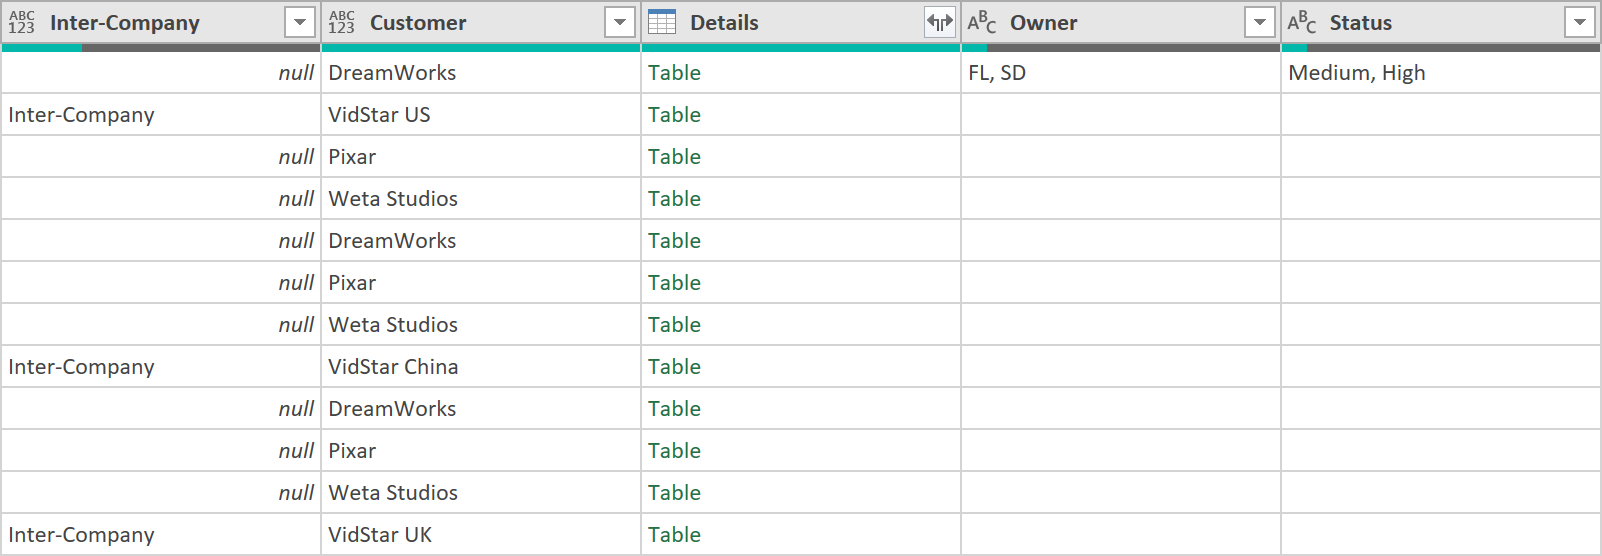 ABC 123 Inter-Company ABC 123 Customer Details ABC Owner ABC Status
null DreamWorks Table FL, SD Medium, High
Inter-Company VidStar US Table
null Pixar Table
null Weta Studios Table
null DreamWorks Table
null Pixar Table
null Weta Studios Table
Inter-Company VidStar China Table
null DreamWorks Table
null Pixar Table
null Weta Studios Table
Inter-Company VidStar UK Table